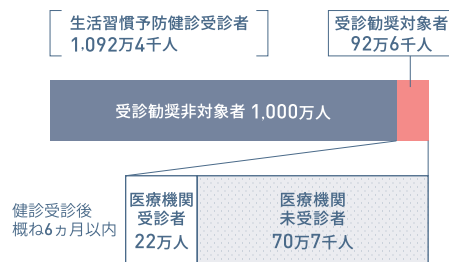 生活習慣予防健診受診者
1,092万4千人
受診勧奨対象者
92万6千人
受診勧奨非対象者 1,000万人
健診受診後
概ね6ヵ月以内
医療機関
受診者
22万人
医療機関
未受診者
70万7千人